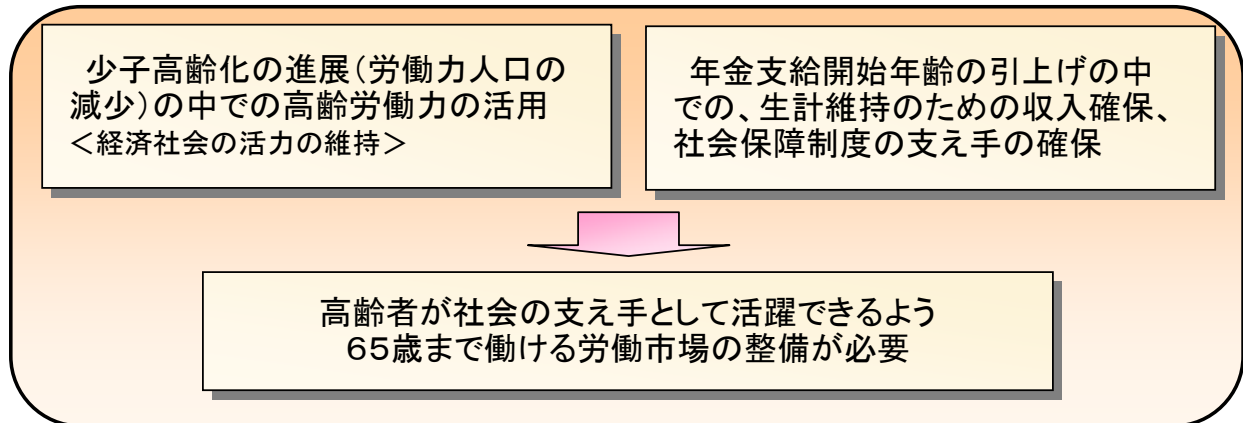 少子高齢化の進展(労働力人口の
減少)の中での高齢労働力の活用
＜経済社会の活力の維持＞
年金支給開始年齢の引上げの中
での、生計維持のための収入確保、
社会保障制度の支え手の確保
高齢者が社会の支え手として活躍できるよう
６５歳まで働ける労働市場の整備が必要